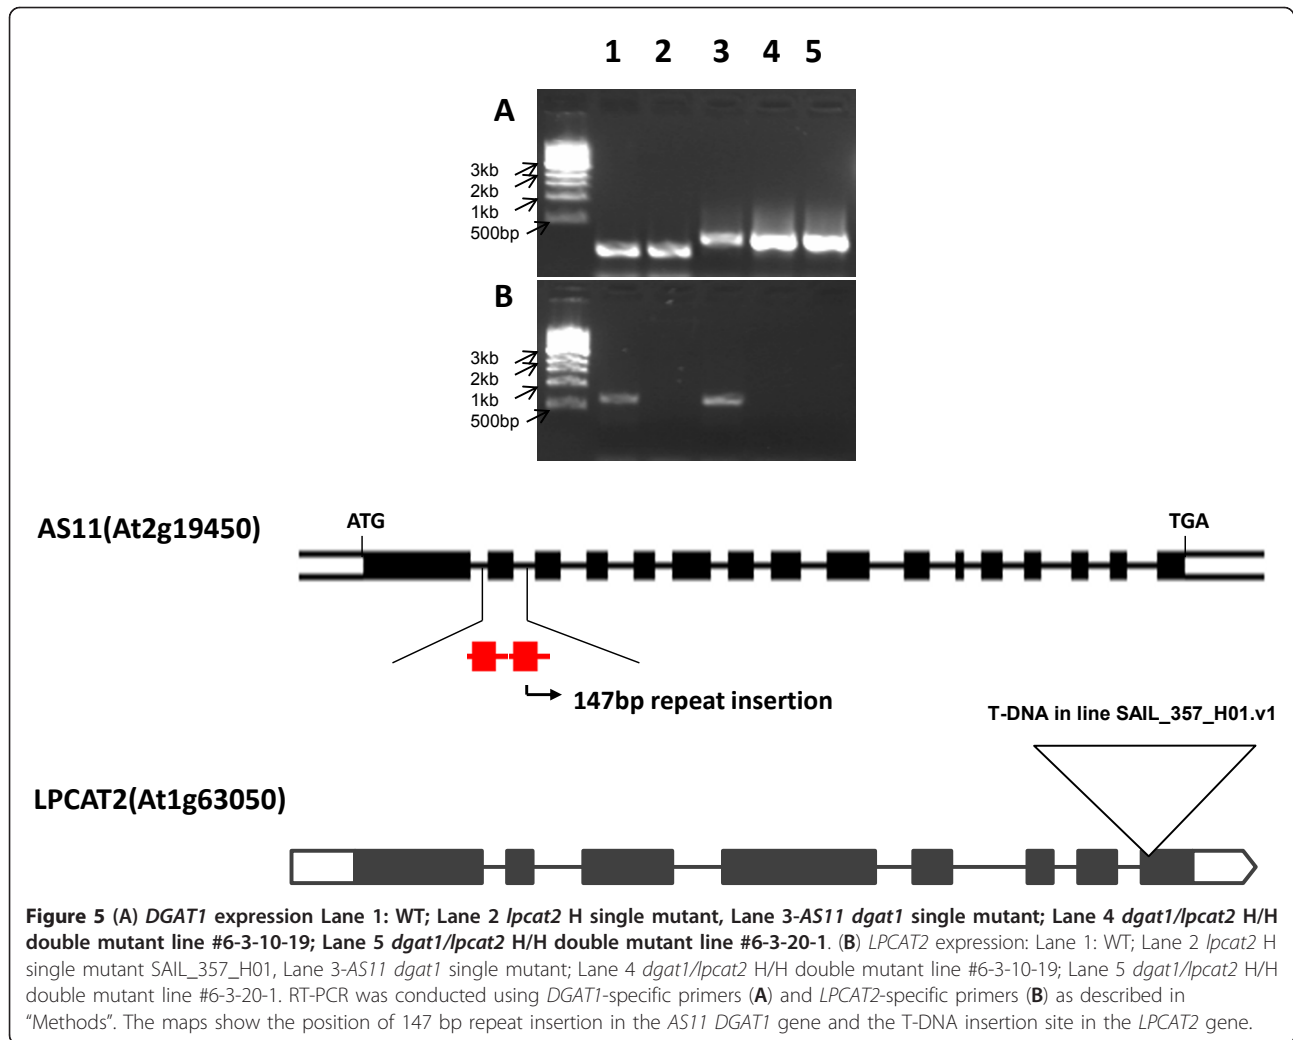 1 2 3 4 5
A
3kb
2kb
1kb
500bp
B
3kb
2kb
1kb
500bp
AS11(At2g19450)
ATG
TGA
147bp repeat insertion
T-DNA in line SAIL_357_H01.v1
LPCAT2(At1g63050)
Figure 5 (A) DGAT1 expression Lane 1: WT; Lane 2 lpcat2 H single mutant, Lane 3-AS11 dgat1 single mutant; Lane 4 dgat1/lpcat2 H/H
double mutant line #6-3-10-19; Lane 5 dgat1/lpcat2 H/H double mutant line #6-3-20-1. (B) LPCAT2 expression: Lane 1: WT; Lane 2 lpcat2 H
single mutant SAIL_357_H01, Lane 3-AS11 dgat1 single mutant; Lane 4 dgat1/lpcat2 H/H double mutant line #6-3-10-19; Lane 5 dgat1/lpcat2 H/H
double mutant line #6-3-20-1. RT-PCR was conducted using DGAT1-specific primers (A) and LPCAT2-specific primers (B) as described in
"Methods". The maps show the position of 147 bp repeat insertion in the AS11 DGAT1 gene and the T-DNA insertion site in the LPCAT2 gene.